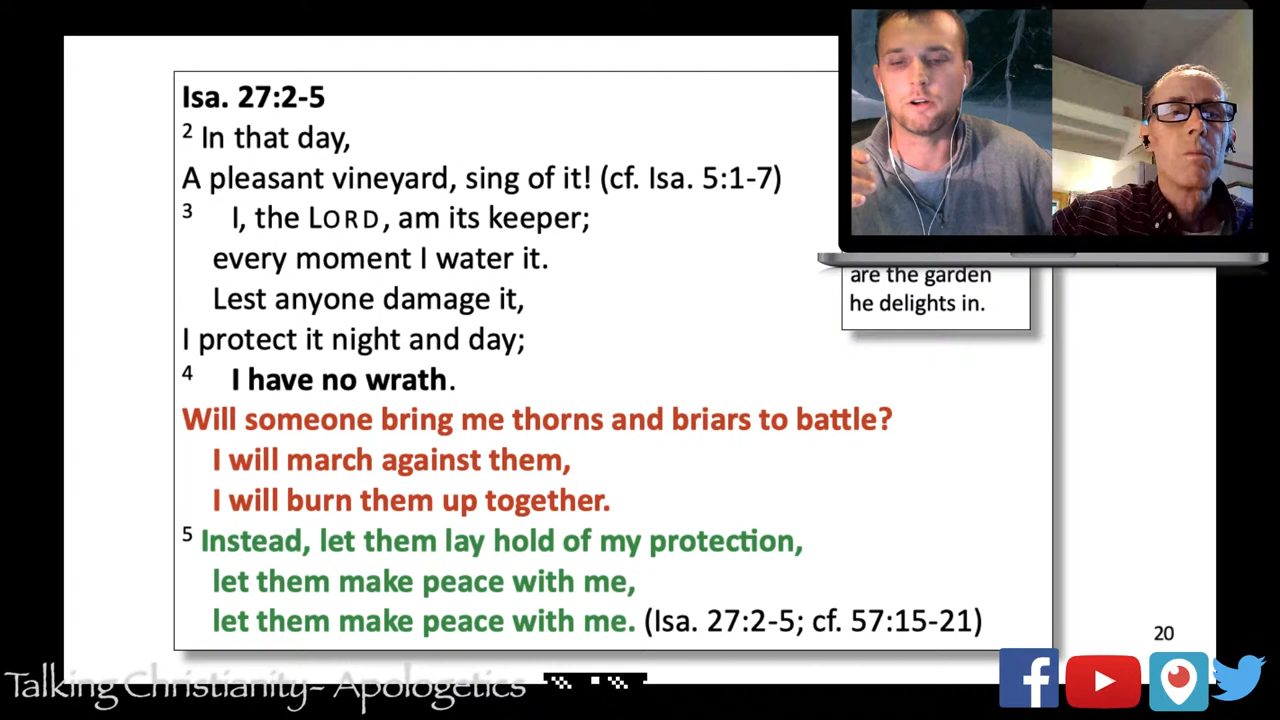 Isa. 27:2-5
2 In that day,
A pleasant vineyard, sing of it! (cf. Isa. 5:1-7)
3 I, the LORD, am its keeper;
every moment I water it.
Lest anyone damage it,
I protect it night and day;
4 I have no wrath.
Will someone bring me thorns and briars to battle?
I will march against them,
I will burn them up together.
5 Instead, let them lay hold of my protection,
let them make peace with me,
let them make peace with me. (Isa. 27:2-5; cf. 57:15-21)
are the garden
he delights in.
20
Talking Christianity- Apologetics